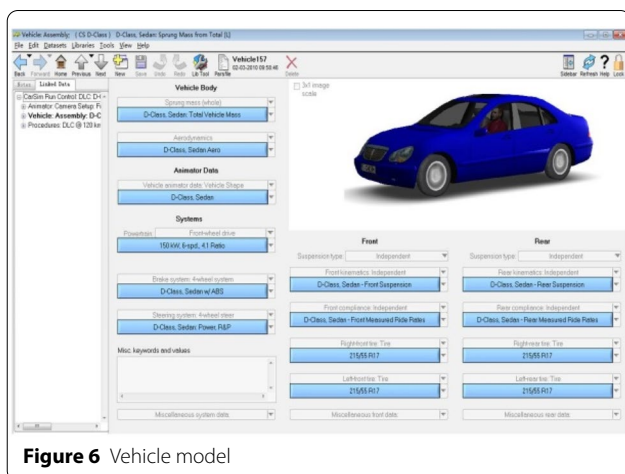 Vehicle: Assembly; { CS D-Class } D-Class, Sedan: Sprung Mass from Total [S]
File Edit Datasets Libraries Tools View Help
Back Forward Home Previous Next New Save Undo Redo Lib Tool Parsfile
Vehicle157
02-03-2010 09:50:46
Delete
Sidebar Refresh Help Lock
Notes Linked Data
CarSim Run Control: DLC
Animator: Camera Setup:
Vehicle: Assembly: D-C
Procedures: DLC @ 120 km
Vehicle Body
Sprung mass (whole)
D-Class, Sedan: Total Vehicle Mass
Aerodynamics
D-Class, Sedan Aero
Animator Data
Vehicle animator data: Vehicle Shape
D-Class, Sedan
Systems
Powertrain: Front-wheel drive
150 kW, 6-spd., 4.1 Ratio
Brake system: 4-wheel system
D-Class, Sedan w/ ABS
Steering system: 4-wheel steer
D-Class, Sedan: Power, R&P
Misc. keywords and values
Miscellaneous system data:
3x1 image
scale
Front
Suspension type: Independent
Front kinematics: Independent
D-Class, Sedan - Front Suspension
Front compliance: Independent
D-Class, Sedan - Front Measured Ride Rates
Right-front tire: Tire
215/55 R17
Left-front tire: Tire
215/55 R17
Miscellaneous front data:
Rear
Suspension type: Independent
Rear kinematics: Independent
D-Class, Sedan - Rear Suspension
Rear compliance: Independent
D-Class, Sedan - Rear Measured Ride Rates
Right-rear tire: Tire
215/55 R17
Left-rear tire: Tire
215/55 R17
Miscellaneous rear data:
Figure 6 Vehicle model